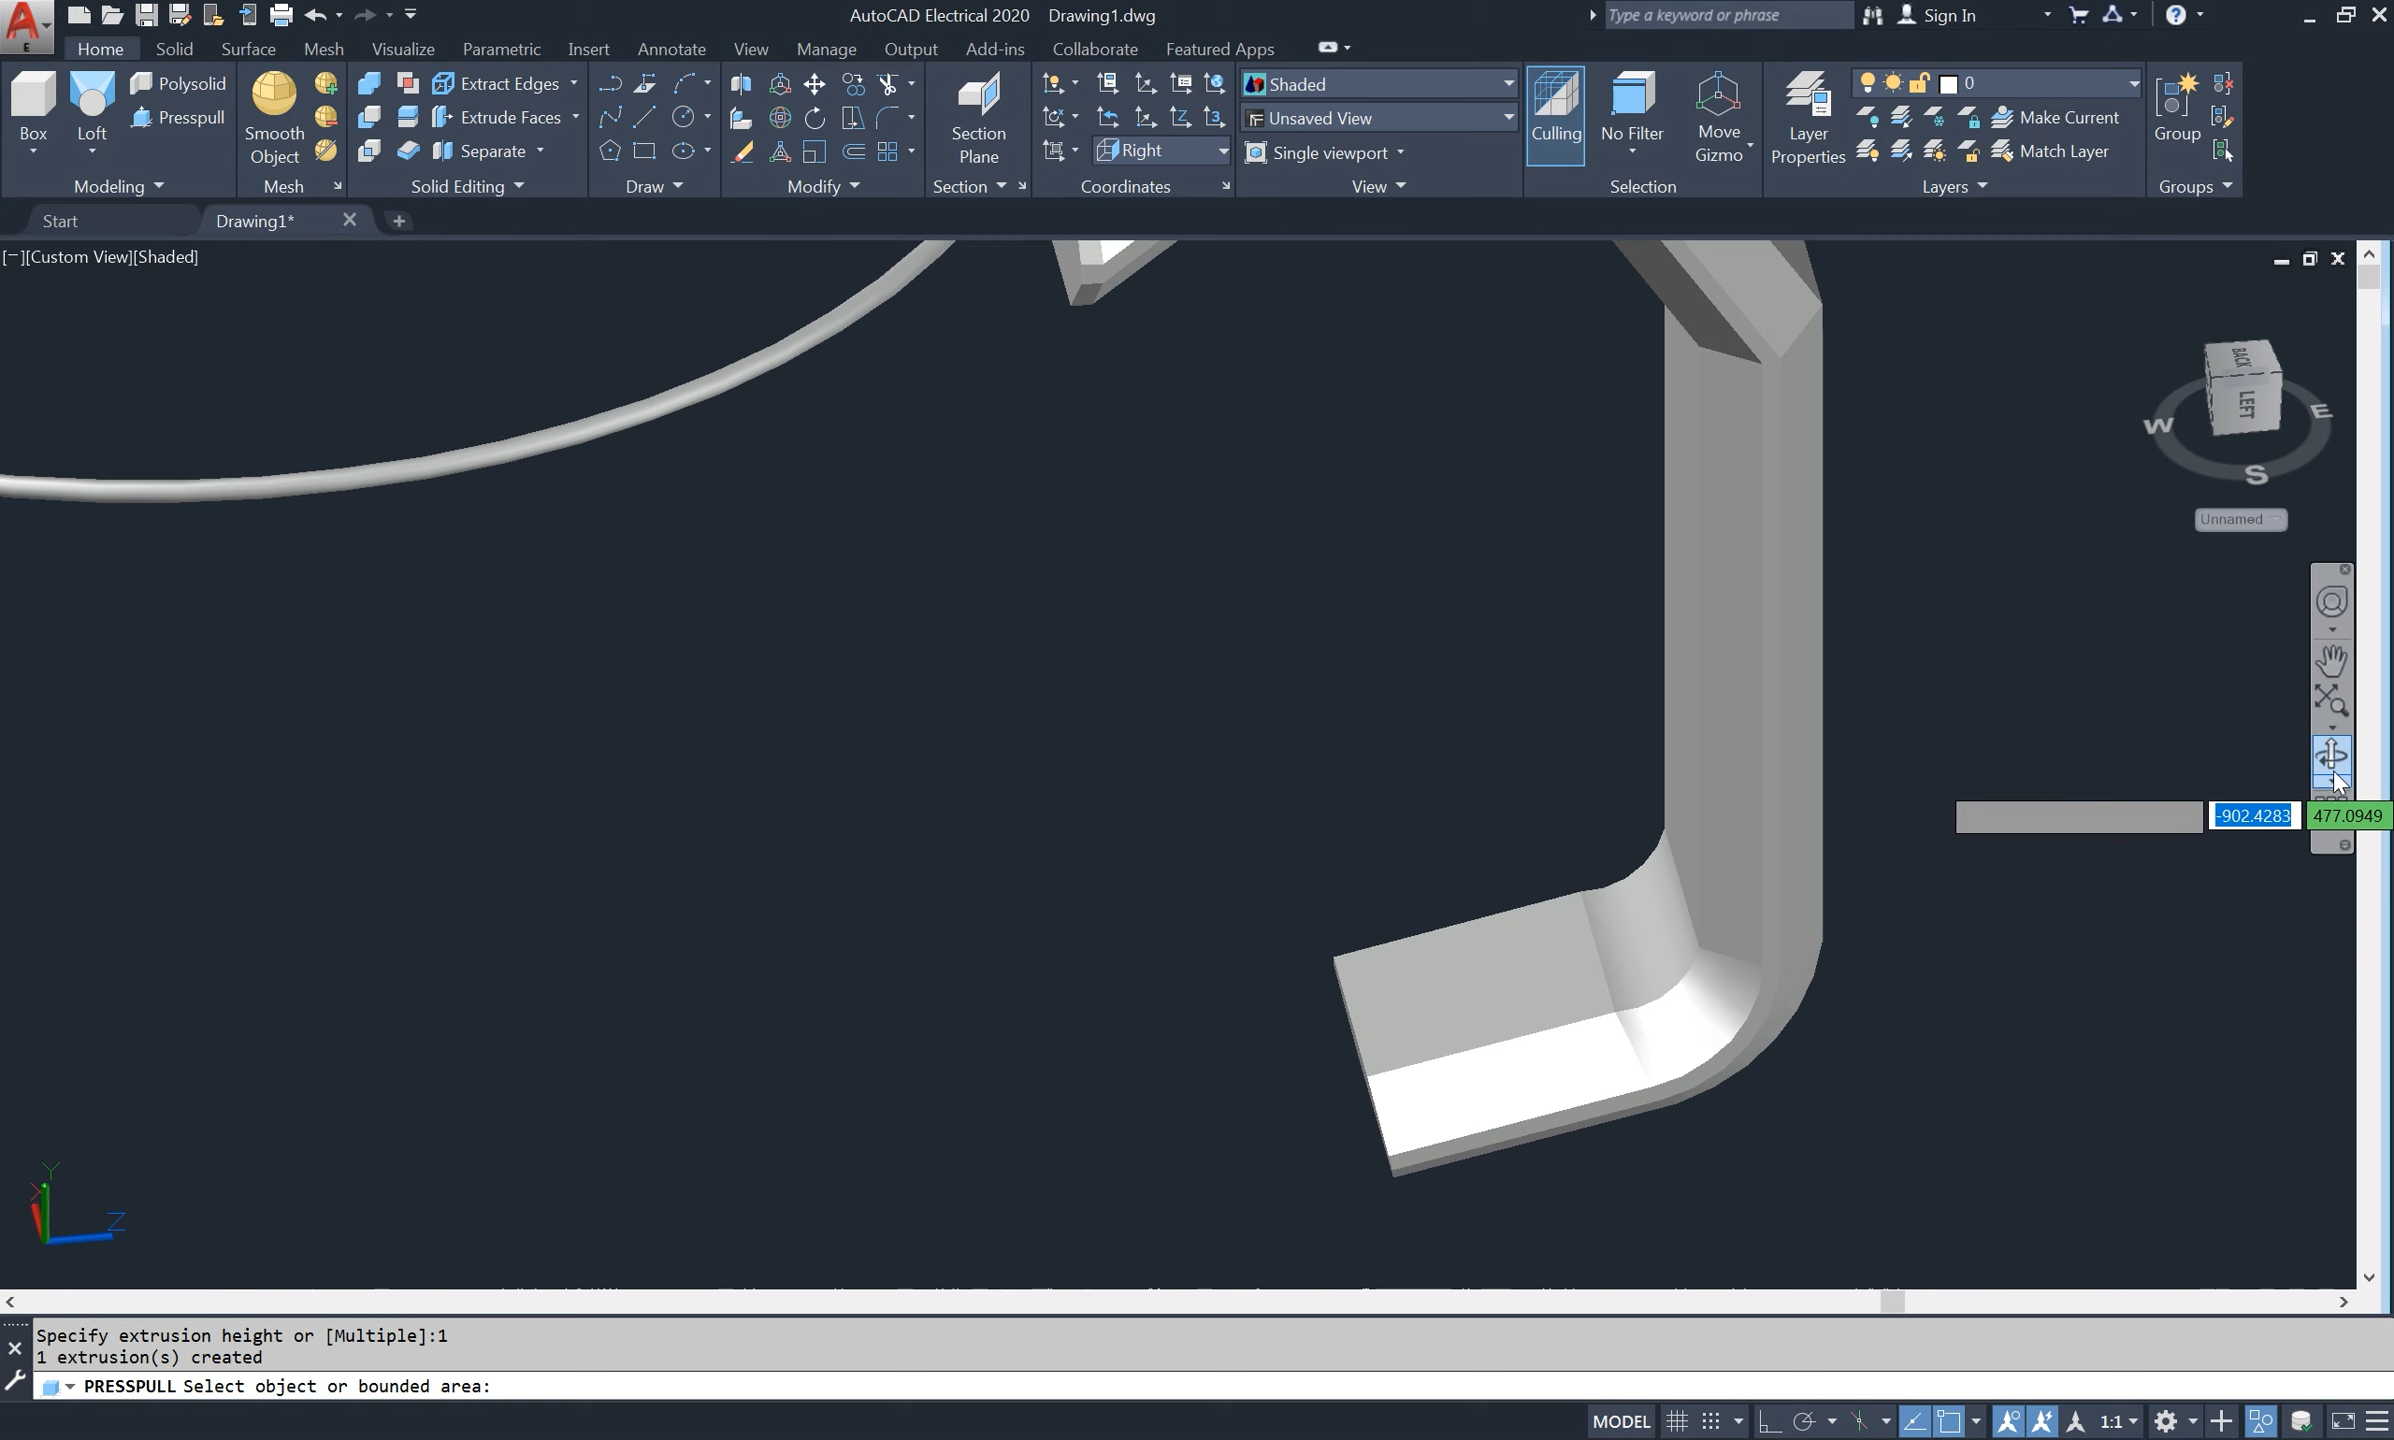 A
E
AutoCAD Electrical 2020 Drawing1.dwg
Type a keyword or phrase
Sign In
?
Home Solid Surface Mesh Visualize Parametric Insert Annotate View Manage Output Add-ins Collaborate Featured Apps
Box
Loft
Polysolid
Presspull
Modeling
Smooth
Object
Mesh
Extract Edges
Extrude Faces
Separate
Solid Editing
Draw
Modify
Section
Plane
Section
Right
Coordinates
Shaded
Unsaved View
Single viewport
View
Culling
No Filter
Move
Gizmo
Selection
Layer
Properties
0
Make Current
Match Layer
Layers
Group
Groups
Start
Drawing1*
[−][Custom View][Shaded]
BACK
LEFT
W
E
S
Unnamed
-902.4283
477.0949
Y
X
Z
Specify extrusion height or [Multiple]:1
1 extrusion(s) created
PRESSPULL Select object or bounded area:
MODEL
1:1